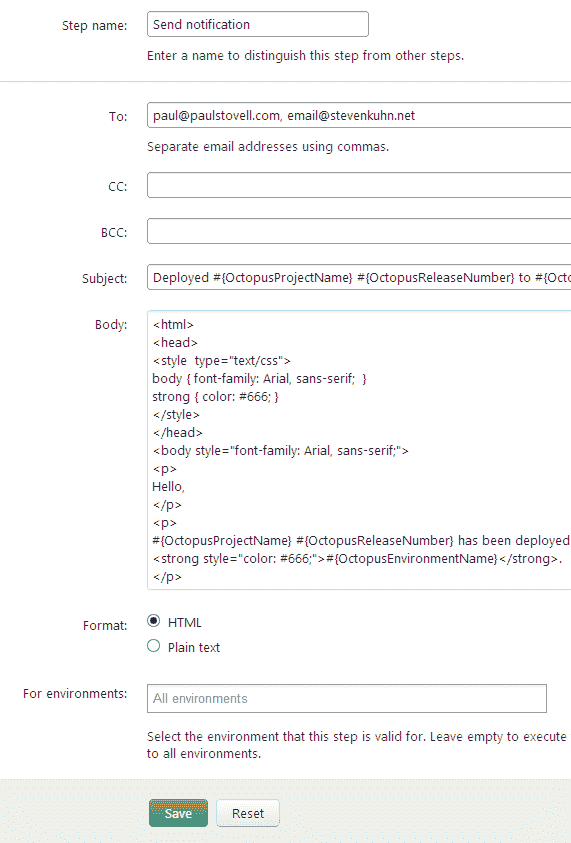 Step name: Send notification
Enter a name to distinguish this step from other steps.
To: paul@paulstovell.com, email@stevenkuhn.net
Separate email addresses using commas.
CC:
BCC:
Subject: Deployed #{OctopusProjectName} #{OctopusReleaseNumber} to #{Octo
Body: <html>
<head>
<style  type="text/css">
body { font-family: Arial, sans-serif;  }
strong { color: #666; }
</style>
</head>
<body style="font-family: Arial, sans-serif;">
<p>
Hello,
</p>
<p>
#{OctopusProjectName} #{OctopusReleaseNumber} has been deployed
<strong style="color: #666;">#{OctopusEnvironmentName}</strong>.
</p>
Format: HTML
Plain text
For environments: All environments
Select the environment that this step is valid for. Leave empty to execute
to all environments.
Save Reset